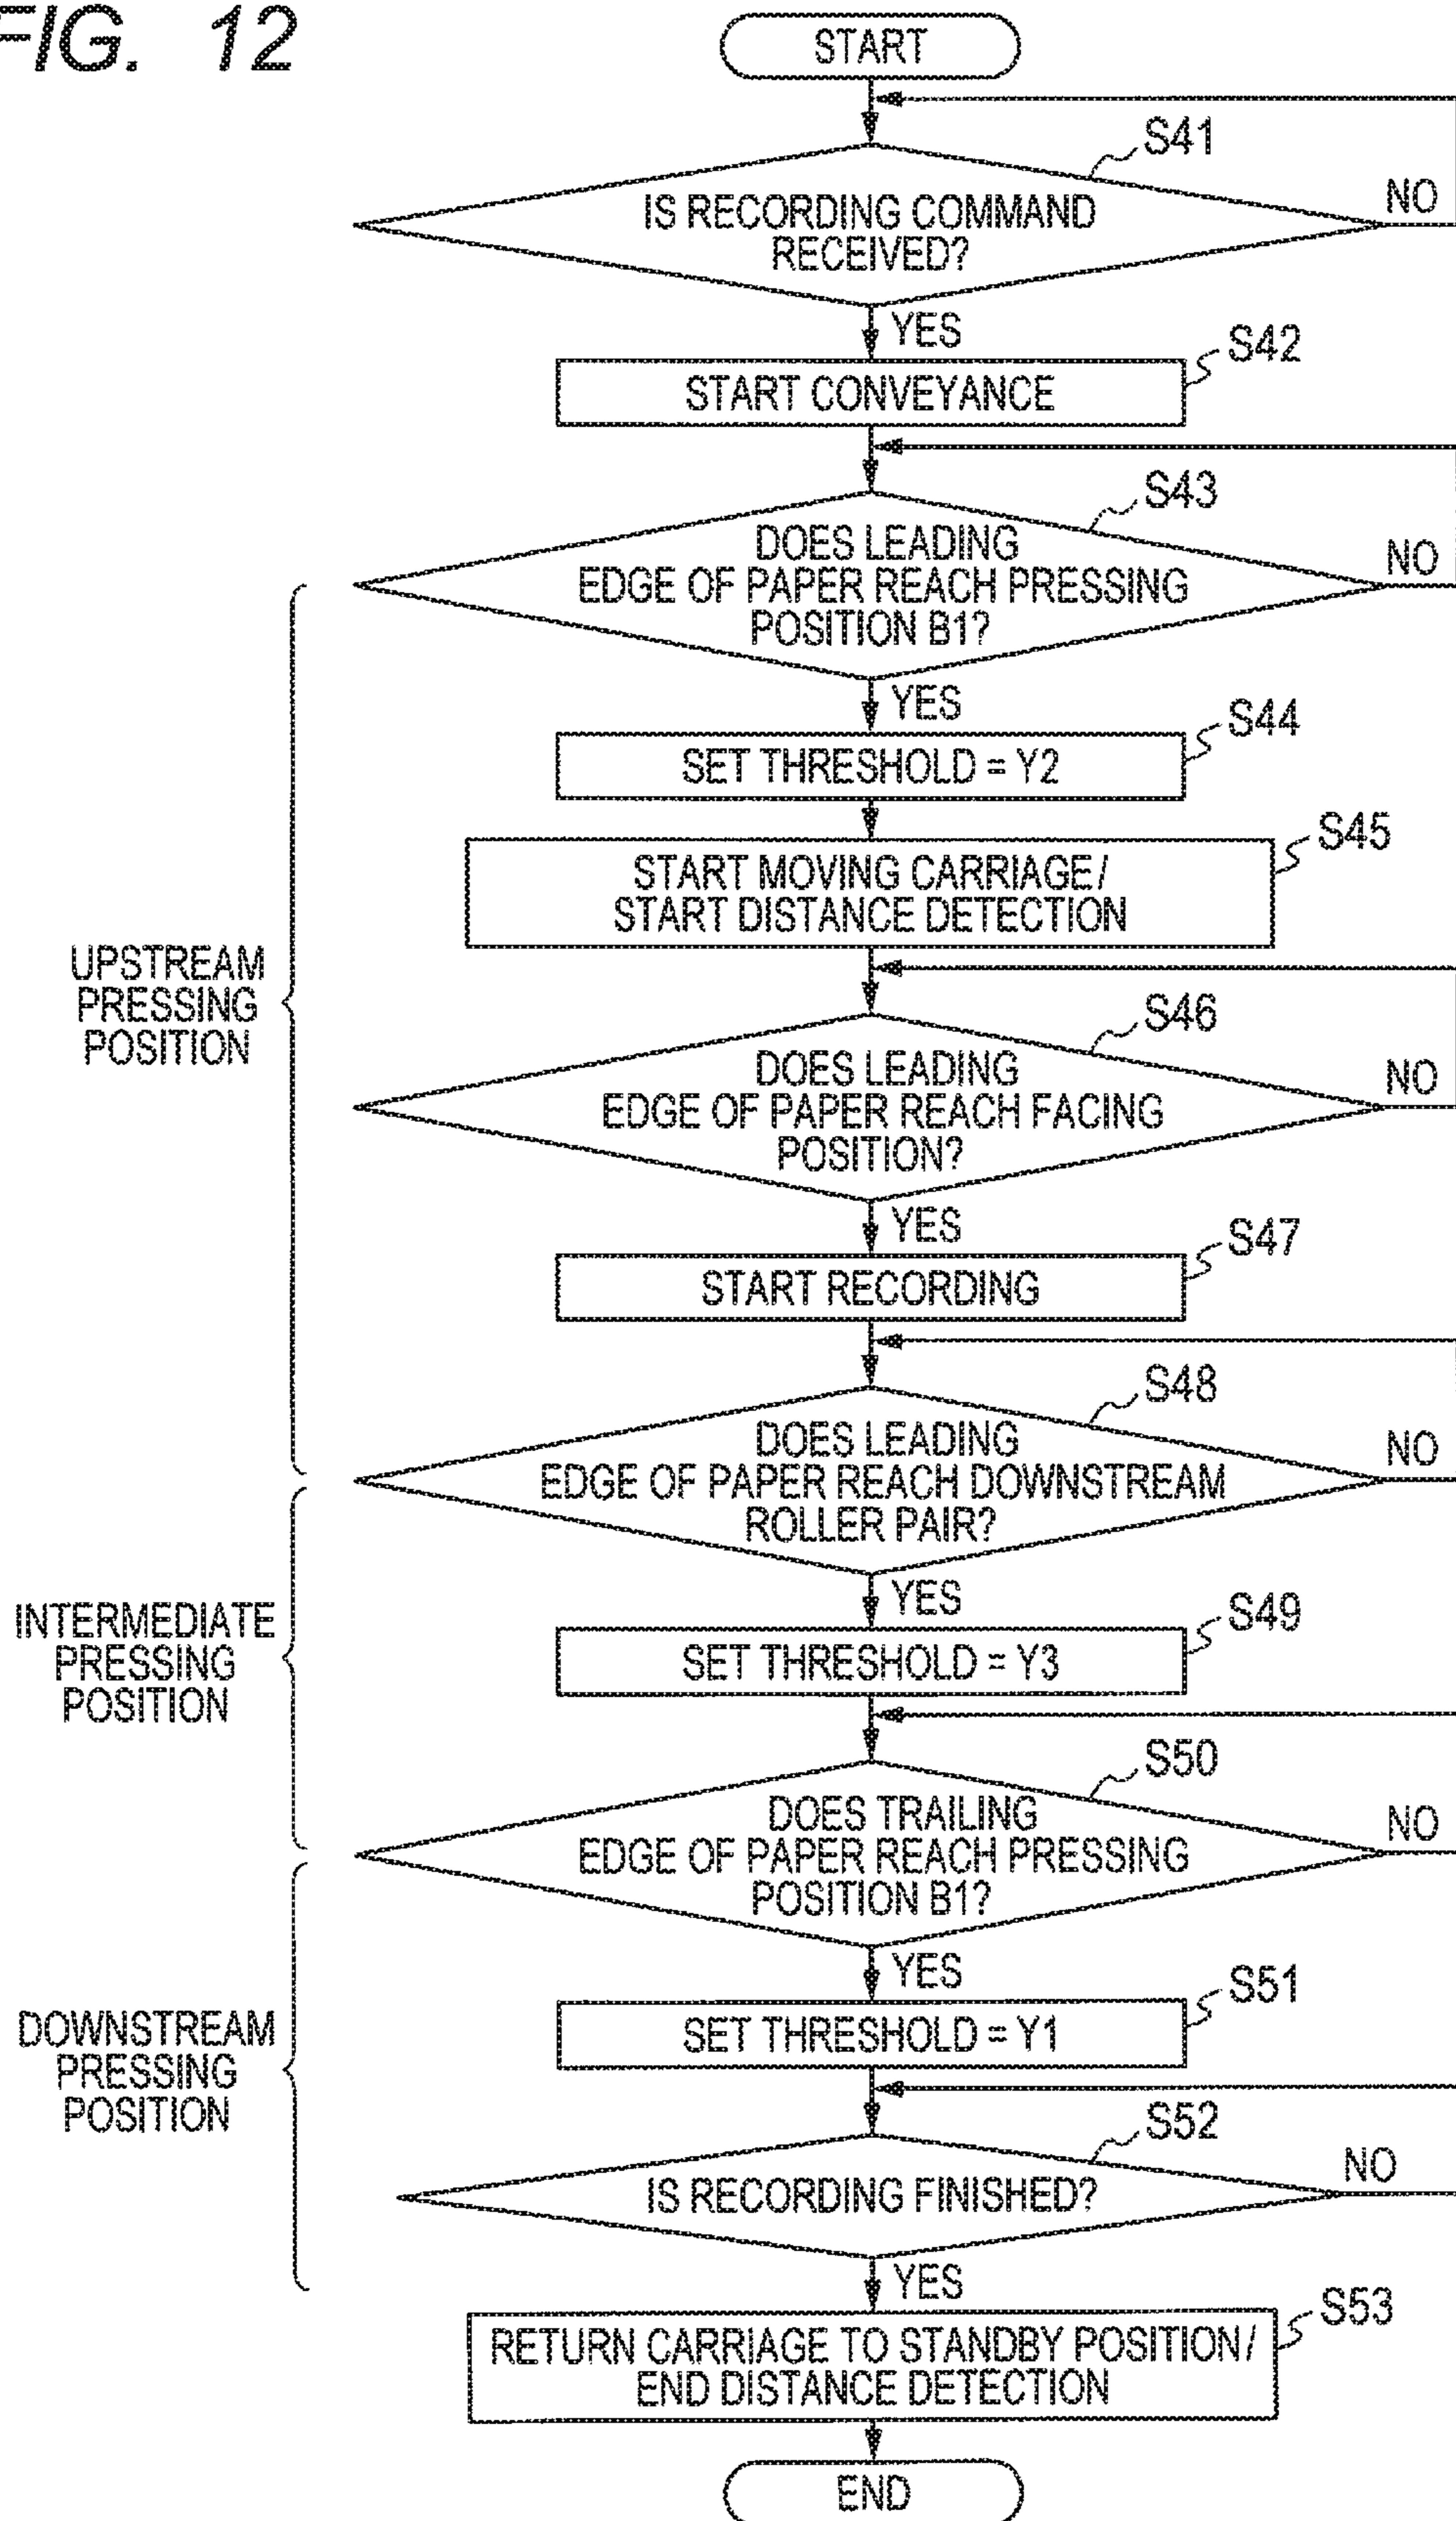 FIG. 12
START
S41
IS RECORDING COMMAND
RECEIVED?
NO
YES
S42
START CONVEYANCE
S43
DOES LEADING
EDGE OF PAPER REACH PRESSING
POSITION B1?
NO
YES
S44
SET THRESHOLD = Y2
S45
START MOVING CARRIAGE/
START DISTANCE DETECTION
UPSTREAM
PRESSING
POSITION
S46
DOES LEADING
EDGE OF PAPER REACH FACING
POSITION?
NO
YES
S47
START RECORDING
S48
DOES LEADING
EDGE OF PAPER REACH DOWNSTREAM
ROLLER PAIR?
NO
YES
S49
SET THRESHOLD = Y3
INTERMEDIATE
PRESSING
POSITION
S50
DOES TRAILING
EDGE OF PAPER REACH PRESSING
POSITION B1?
NO
YES
S51
SET THRESHOLD = Y1
DOWNSTREAM
PRESSING
POSITION
S52
IS RECORDING FINISHED?
NO
YES
S53
RETURN CARRIAGE TO STANDBY POSITION/
END DISTANCE DETECTION
END